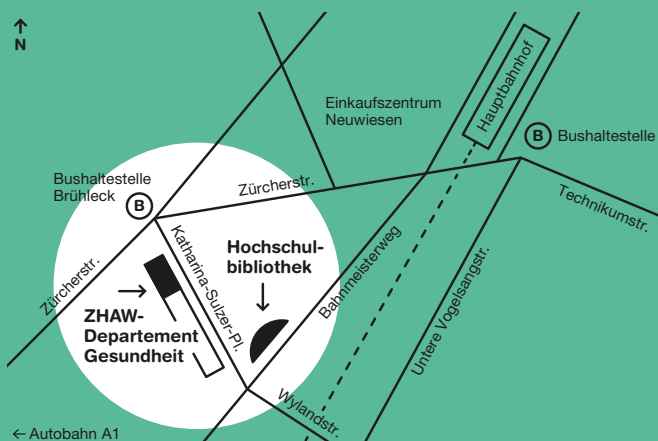 N
Einkaufszentrum
Neuwiesen
Hauptbahnhof
B Bushaltestelle
Bushaltestelle
Brühleck
B
Zürcherstr.
Technikumstr.
Zürcherstr.
Katharina-Sulzer-Pl.
Hochschul-
bibliothek
Bahnmeisterweg
Untere Vogelsangstr.
ZHAW-
Departement
Gesundheit
Wylandstr.
← Autobahn A1